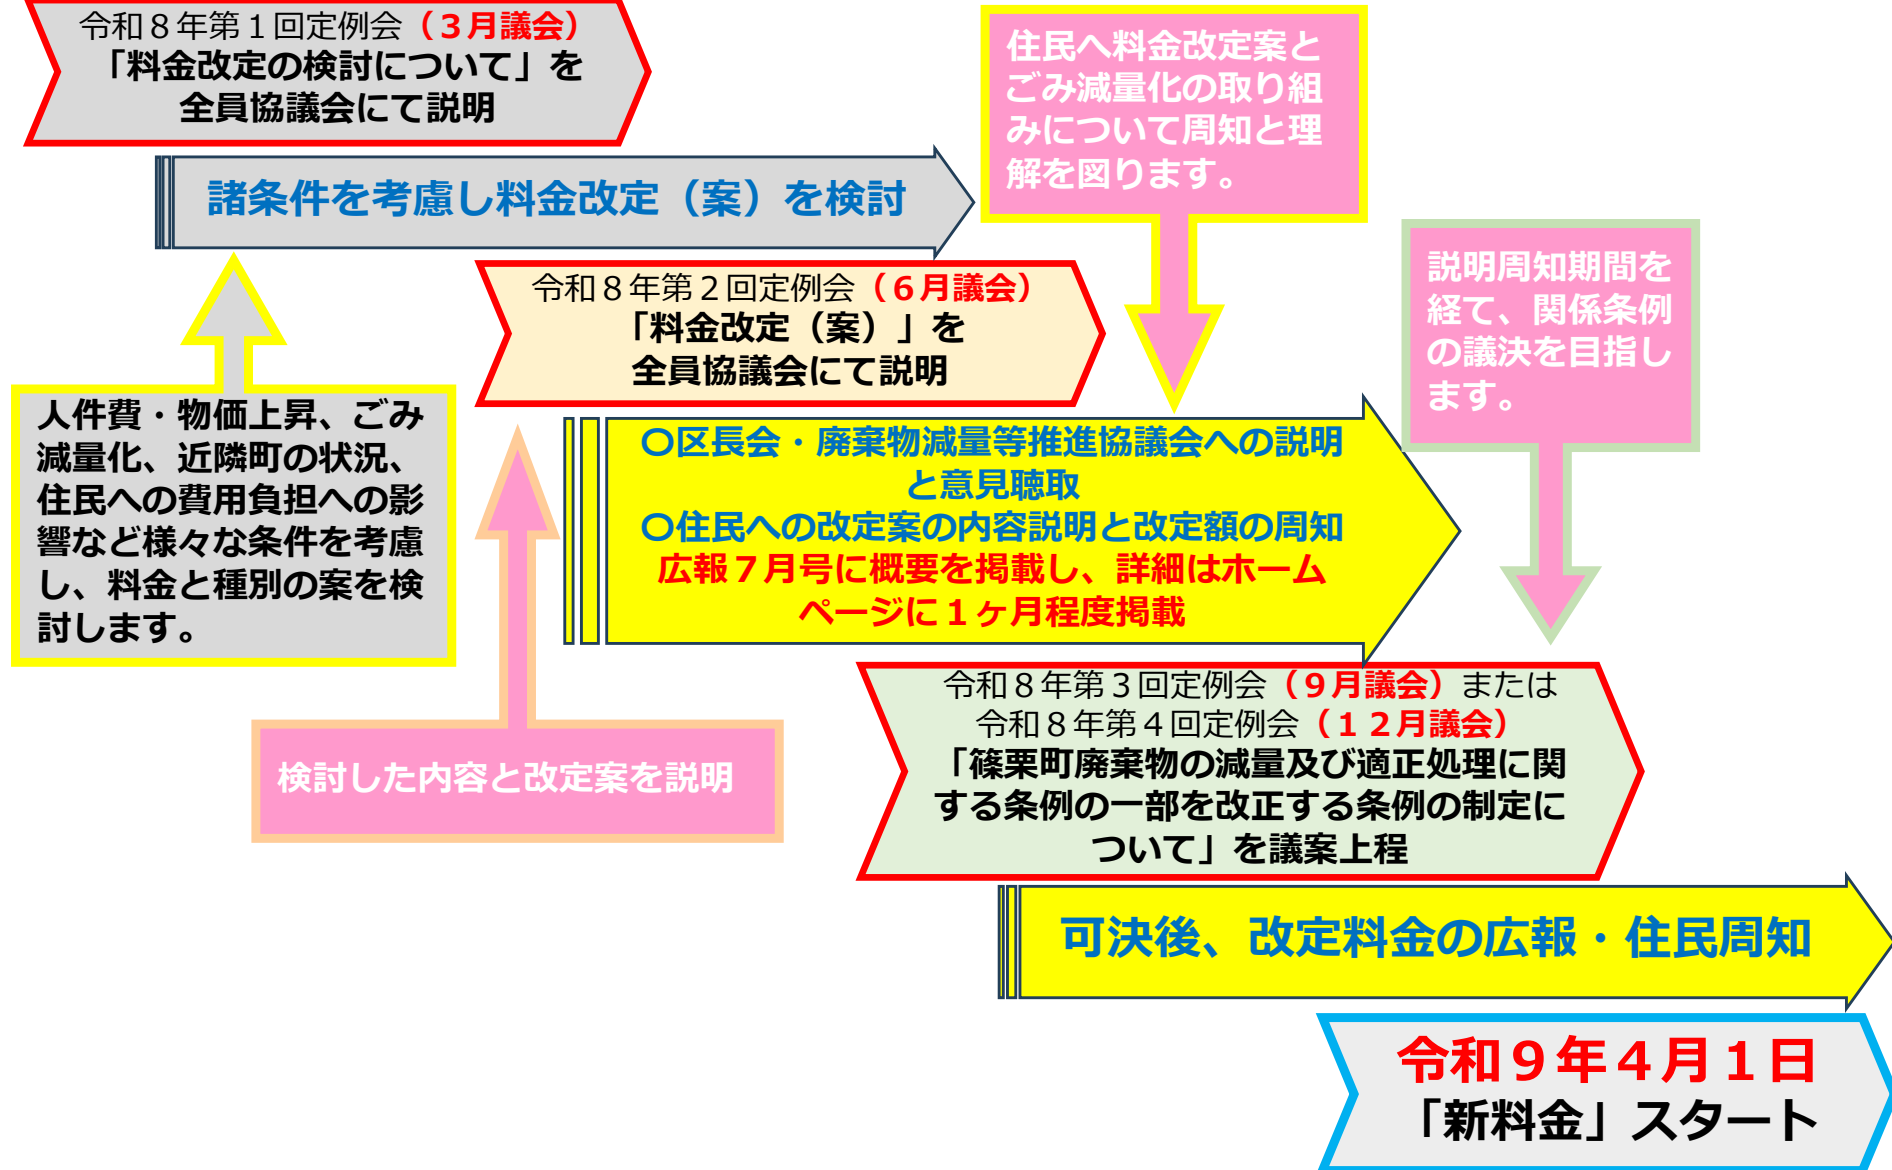 令和８年第１回定例会（３月議会）
「料金改定の検討について」を
全員協議会にて説明
諸条件を考慮し料金改定（案）を検討
住民へ料金改定案と
ごみ減量化の取り組
みについて周知と理
解を図ります。
人件費・物価上昇、ごみ
減量化、近隣町の状況、
住民への費用負担への影
響など様々な条件を考慮
し、料金と種別の案を検
討します。
令和８年第２回定例会（６月議会）
「料金改定（案）」を
全員協議会にて説明
説明周知期間を
経て、関係条例
の議決を目指し
ます。
〇区長会・廃棄物減量等推進協議会への説明
と意見聴取
〇住民への改定案の内容説明と改定額の周知
広報７月号に概要を掲載し、詳細はホーム
ページに１ヶ月程度掲載
検討した内容と改定案を説明
令和８年第３回定例会（９月議会）または
令和８年第４回定例会（１２月議会）
「篠栗町廃棄物の減量及び適正処理に関
する条例の一部を改正する条例の制定に
ついて」を議案上程
可決後、改定料金の広報・住民周知
令和９年４月１日
「新料金」スタート